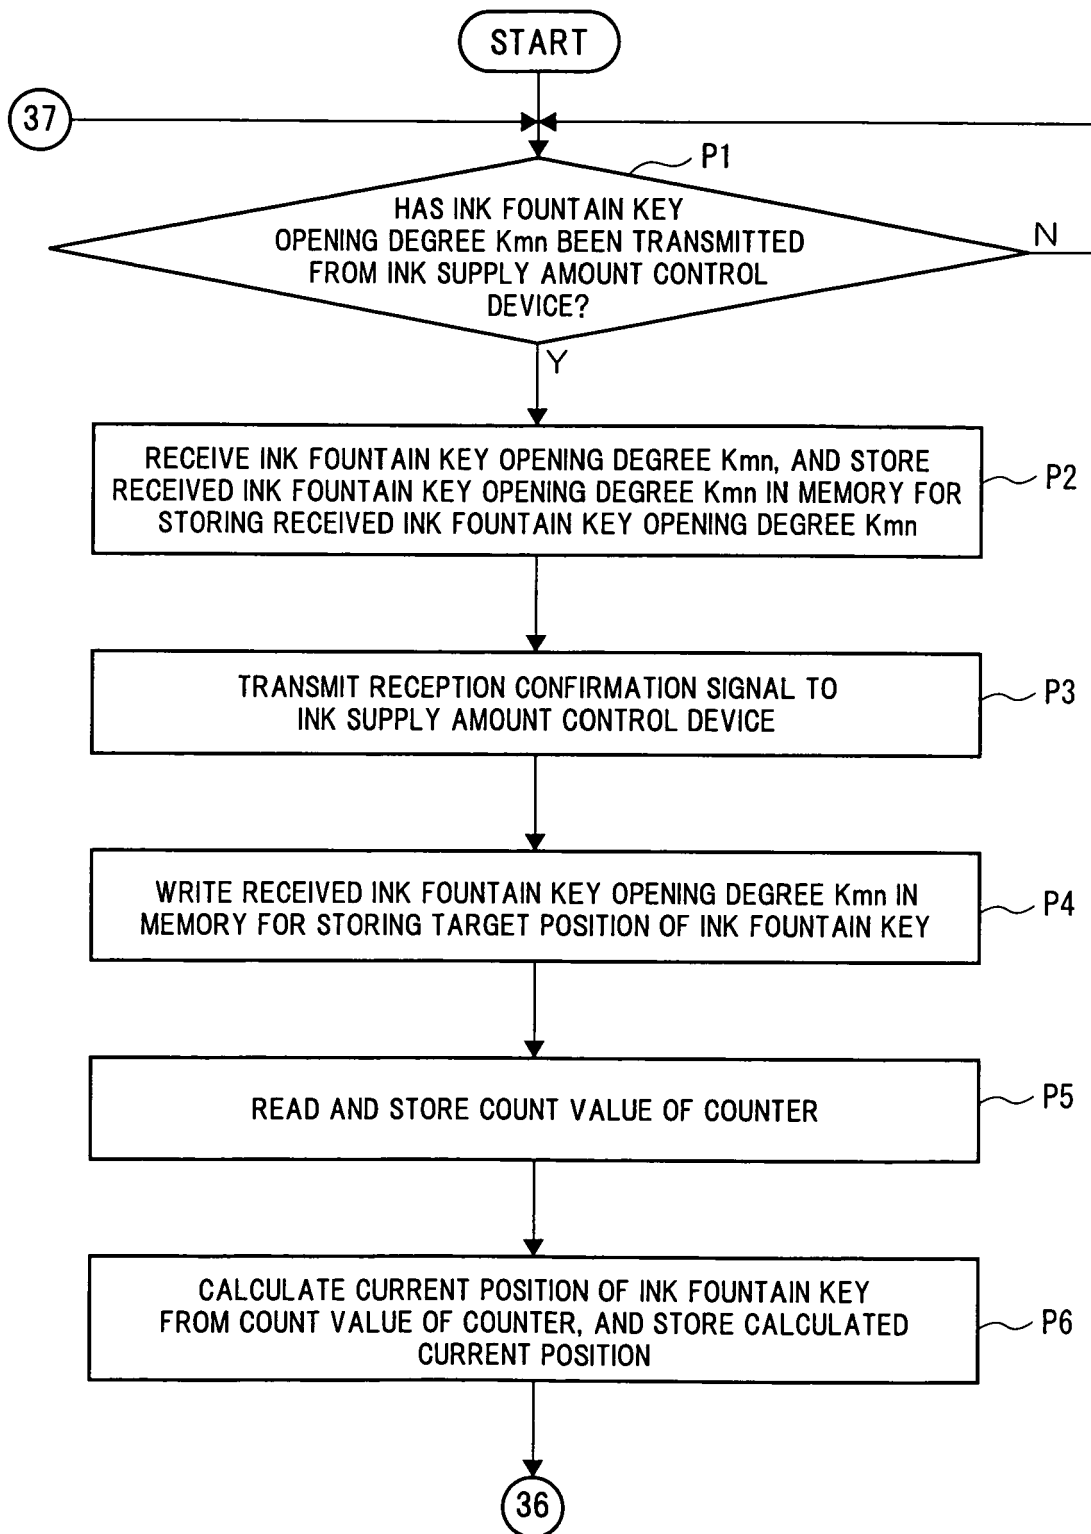 START
37
P1
HAS INK FOUNTAIN KEY
OPENING DEGREE Kmn BEEN TRANSMITTED
FROM INK SUPPLY AMOUNT CONTROL
DEVICE?
N
Y
RECEIVE INK FOUNTAIN KEY OPENING DEGREE Kmn, AND STORE
RECEIVED INK FOUNTAIN KEY OPENING DEGREE Kmn IN MEMORY FOR
STORING RECEIVED INK FOUNTAIN KEY OPENING DEGREE Kmn
P2
TRANSMIT RECEPTION CONFIRMATION SIGNAL TO
INK SUPPLY AMOUNT CONTROL DEVICE
P3
WRITE RECEIVED INK FOUNTAIN KEY OPENING DEGREE Kmn IN
MEMORY FOR STORING TARGET POSITION OF INK FOUNTAIN KEY
P4
READ AND STORE COUNT VALUE OF COUNTER
P5
CALCULATE CURRENT POSITION OF INK FOUNTAIN KEY
FROM COUNT VALUE OF COUNTER, AND STORE CALCULATED
CURRENT POSITION
P6
36